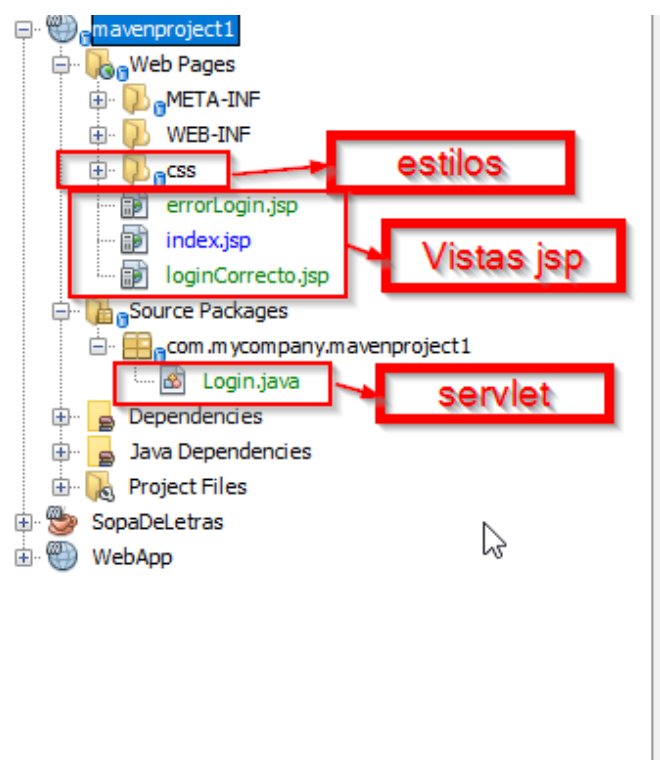 mavenproject1
Web Pages
META-INF
WEB-INF
css
estilos
errorLogin.jsp
index.jsp
Vistas jsp
loginCorrecto.jsp
Source Packages
com.mycompany.mavenproject1
Login.java
servlet
Dependencies
Java Dependencies
Project Files
SopaDeLetras
WebApp